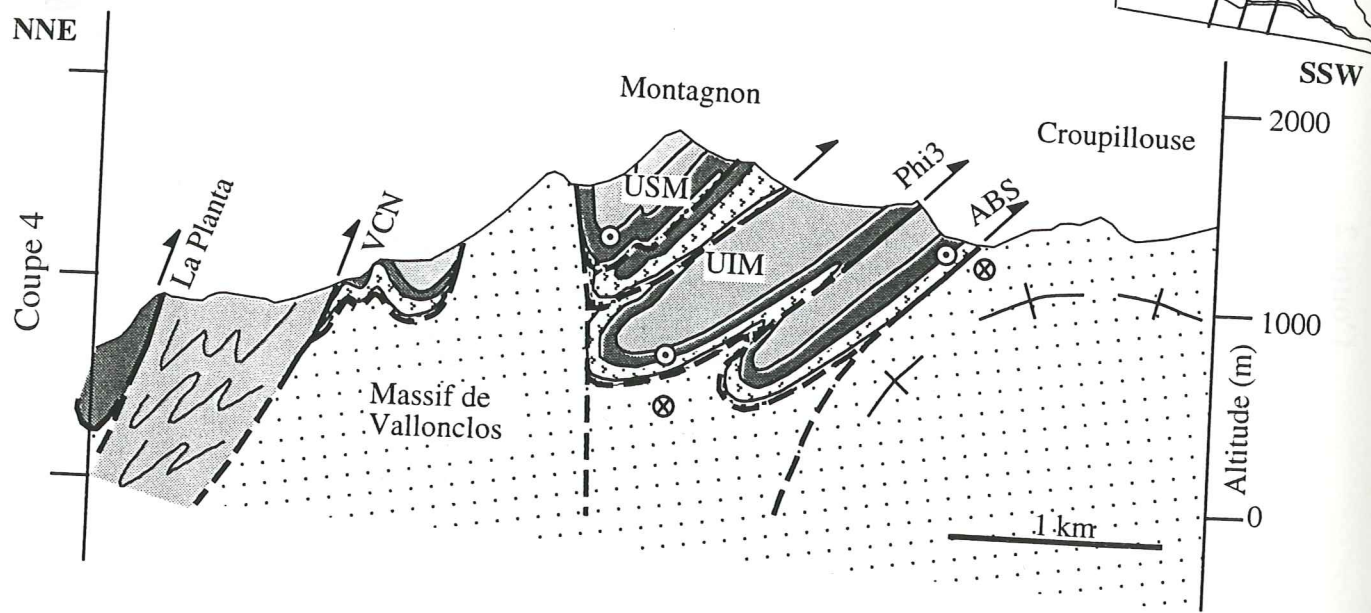 NNE
SSW
Coupe 4
La Planta
VCN
Montagnon
USM
UIM
Phi3
ABS
Croupillouse
Massif de
Vallonclos
2000
1000
0
Altitude (m)
1 km